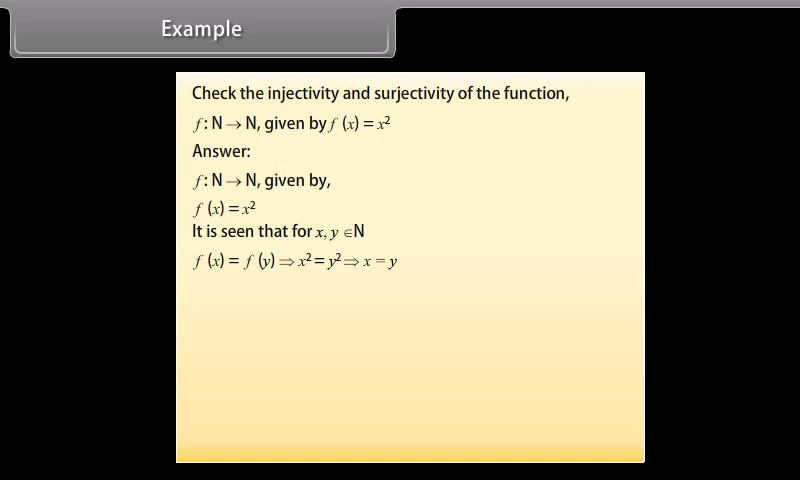 Example
Check the injectivity and surjectivity of the function,
f : N → N, given by f (x) = x²
Answer:
f : N → N, given by,
f (x) = x²
It is seen that for x, y ∈N
f (x) = f (y) ⇒ x² = y² ⇒ x = y